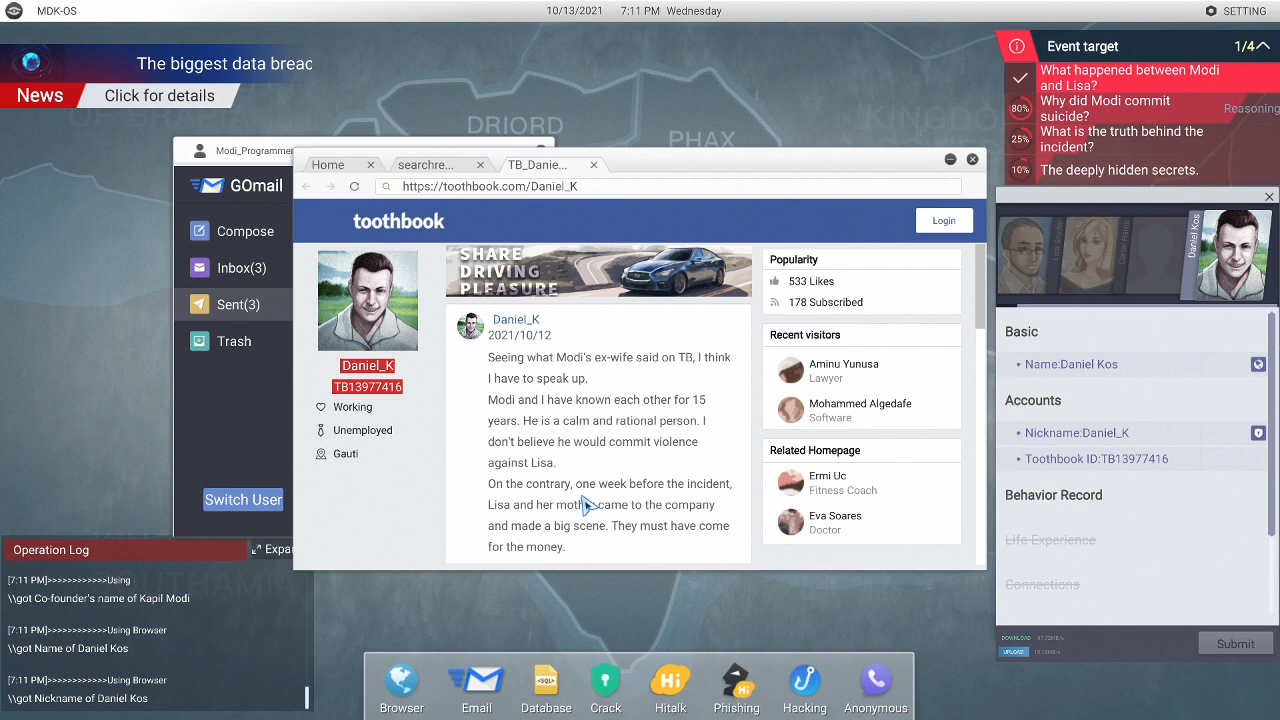 MDK-OS
10/13/2021 7:11 PM Wednesday
SETTING
The biggest data breac
News
Click for details
DRIORD
PHAX
Event target
1/4
What happened between Modi
and Lisa?
80%
Why did Modi commit
suicide?
Reasoning
25%
What is the truth behind the
incident?
10%
The deeply hidden secrets.
Modi_Programmer
GOmail
Compose
Inbox(3)
Sent(3)
Trash
Switch User
Home
searchre...
TB_Danie...
https://toothbook.com/Daniel_K
toothbook
Login
Daniel_K
TB13977416
Working
Unemployed
Gauti
SHARE
DRIVING
PLEASURE
Daniel_K
2021/10/12
Seeing what Modi's ex-wife said on TB, I think
I have to speak up.
Modi and I have known each other for 15
years. He is a calm and rational person. I
don't believe he would commit violence
against Lisa.
On the contrary, one week before the incident,
Lisa and her moth came to the company
and made a big scene. They must have come
for the money.
Popularity
533 Likes
178 Subscribed
Recent visitors
Aminu Yunusa
Lawyer
Mohammed Algedafe
Software
Related Homepage
Ermi Uc
Fitness Coach
Eva Soares
Doctor
Daniel Kos
Basic
• Name:Daniel Kos
Accounts
• Nickname:Daniel_K
• Toothbook ID:TB13977416
Behavior Record
Life Experience
Connections
DOWNLOAD
UPLOAD
Submit
Operation Log
Expa
[7:11 PM]>>>>>>>>>>>>Using
\\got Co-founder's name of Kapil Modi
[7:11 PM]>>>>>>>>>>>>Using Browser
\\got Name of Daniel Kos
[7:11 PM]>>>>>>>>>>>>Using Browser
\\got Nickname of Daniel Kos
Browser
Email
<SQL>
Database
Crack
Hi
Hitalk
Hi
Phishing
Hacking
Anonymous